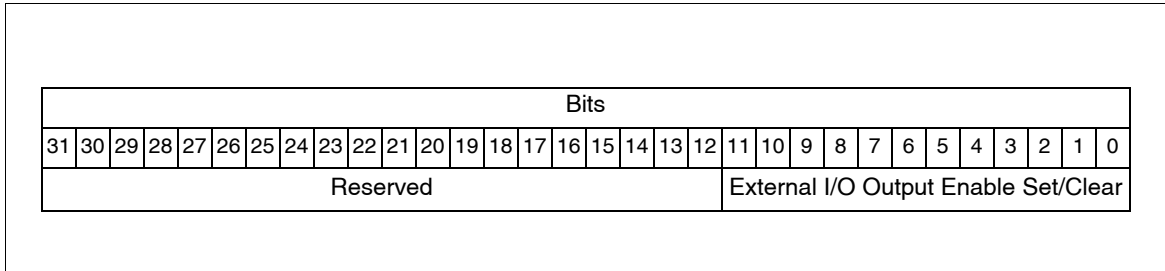 Bits
31 30 29 28 27 26 25 24 23 22 21 20 19 18 17 16 15 14 13 12 11 10 9 8 7 6 5 4 3 2 1 0
Reserved External I/O Output Enable Set/Clear